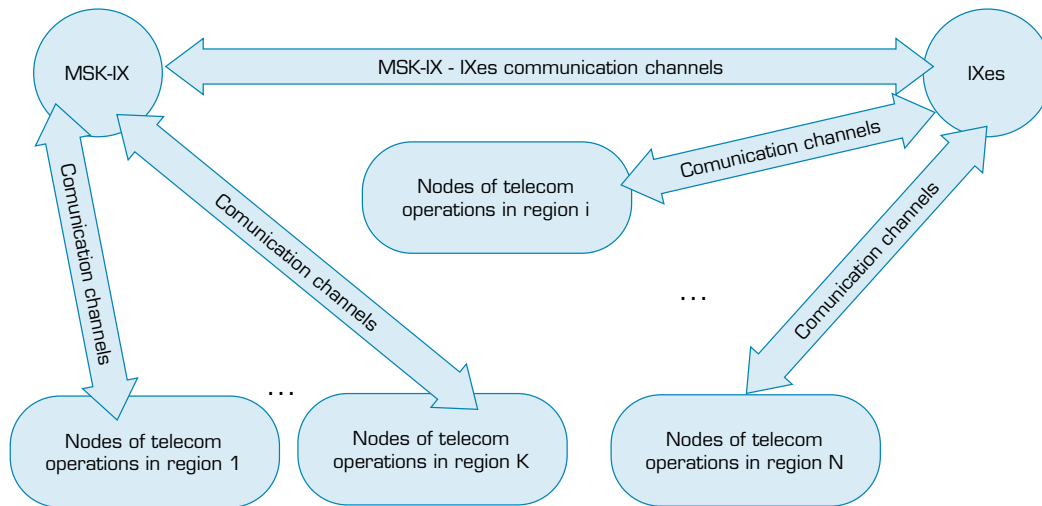 MSK-IX
MSK-IX - IXes communication channels
IXes
Comunication channels
Nodes of telecom
operations in region i
Comunication channels
Comunication channels
Comunication channels
...
...
Nodes of telecom
operations in region 1
Nodes of telecom
operations in region K
Nodes of telecom
operations in region N